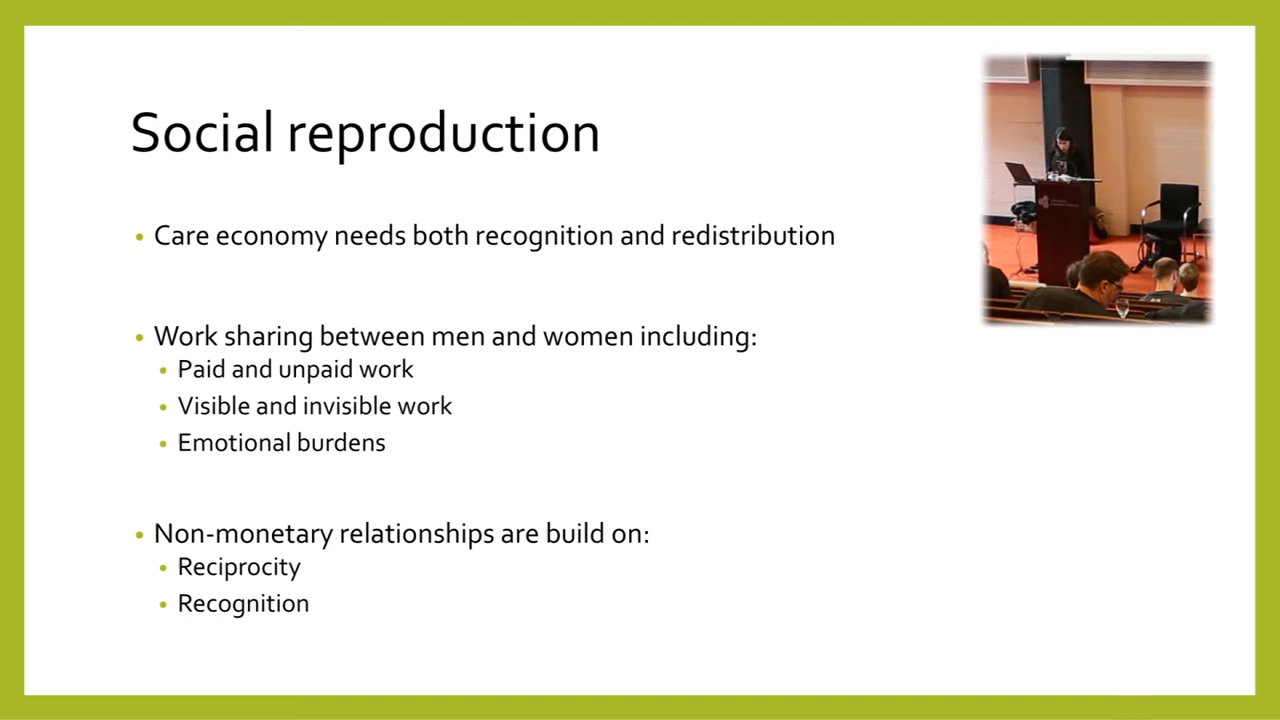 Social reproduction
• Care economy needs both recognition and redistribution
• Work sharing between men and women including:
• Paid and unpaid work
• Visible and invisible work
• Emotional burdens
• Non-monetary relationships are build on:
• Reciprocity
• Recognition